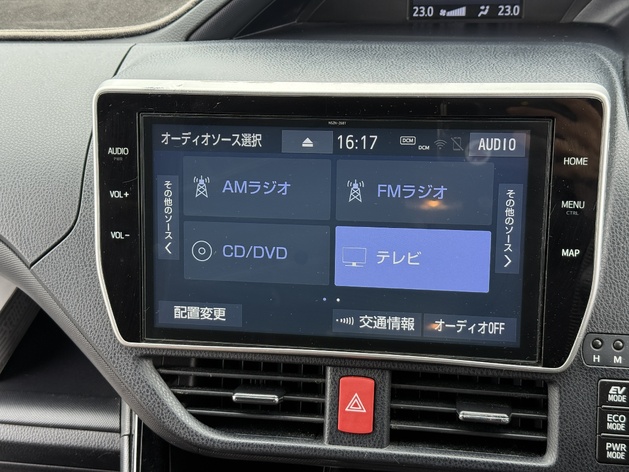 23.0 23.0
NSZN-Z68T
オーディオソース選択 16:17 DCM DCM AUDIO
AUDIO
PWR
VOL+
VOL-
その他のソース
AMラジオ
FMラジオ
CD/DVD
テレビ
その他のソース
配置変更
交通情報
オーディオOFF
HOME
MENU
CTRL
MAP
H M
EV
MODE
ECO
MODE
PWR
MODE